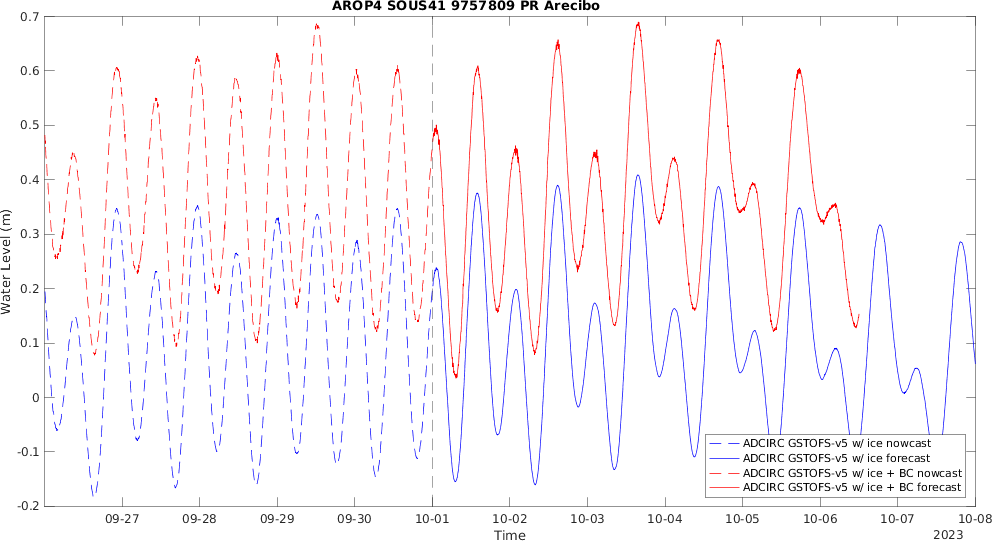 AROP4 SOUS41 9757809 PR Arecibo
0.7
0.6
0.5
0.4
0.3
0.2
0.1
0
-0.1
-0.2
Water Level (m)
ADCIRC GSTOFS-v5 w/ ice nowcast
ADCIRC GSTOFS-v5 w/ ice forecast
ADCIRC GSTOFS-v5 w/ ice + BC nowcast
ADCIRC GSTOFS-v5 w/ ice + BC forecast
09-27 09-28 09-29 09-30 10-01 10-02 10-03 10-04 10-05 10-06 10-07 10-08
Time
2023